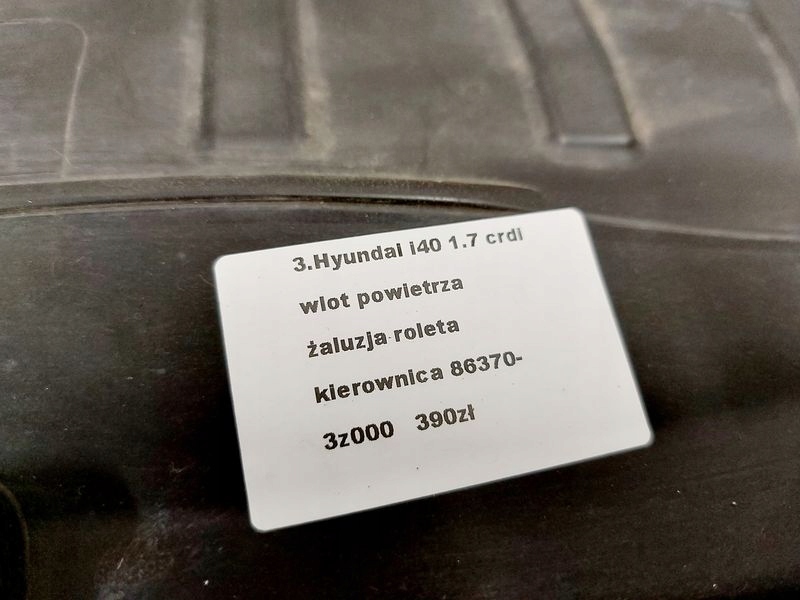 3.Hyundai i40 1.7 crdi
wlot powietrza
żaluzja roleta
kierownica 86370-
3z000 390zł